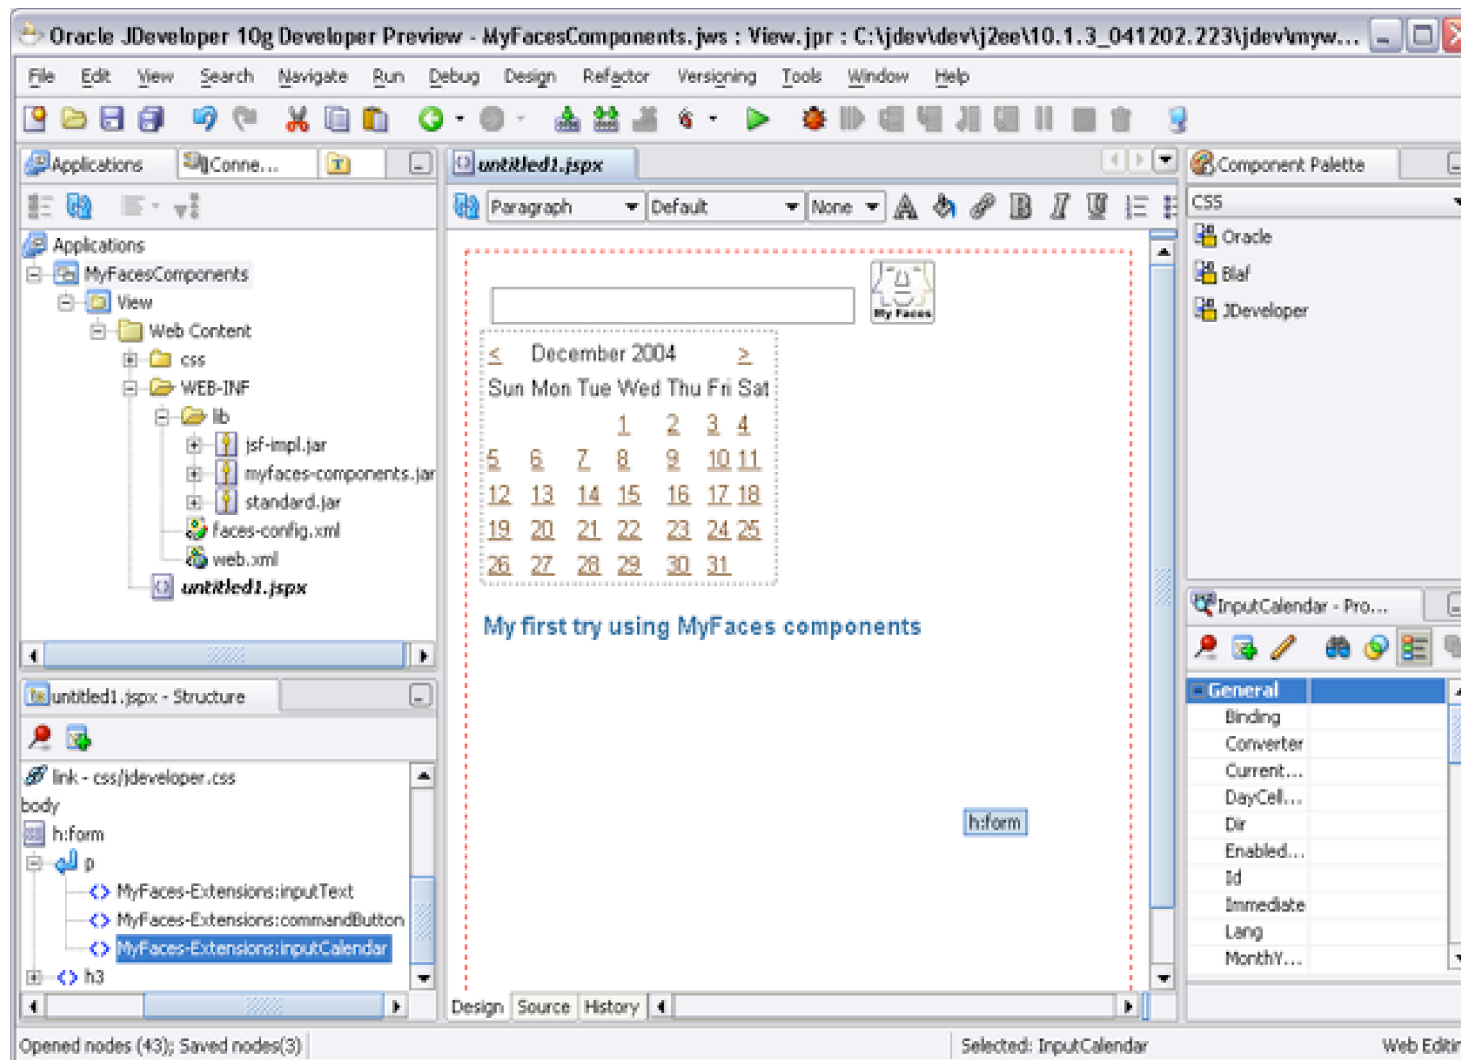 Oracle JDeveloper 10g Developer Preview - MyFacesComponents.jws : View.jpr : C:\jdev\dev\j2ee\10.1.3_041202.223\jdev\myw...
File Edit View Search Navigate Run Debug Design Refactor Versioning Tools Window Help
Applications Conne...
Applications
MyFacesComponents
View
Web Content
css
WEB-INF
lib
jsf-impl.jar
myfaces-components.jar
standard.jar
faces-config.xml
web.xml
untitled1.jspx
untitled1.jspx - Structure
link - css/jdeveloper.css
body
h:form
p
MyFaces-Extensions:inputText
MyFaces-Extensions:commandButton
MyFaces-Extensions:inputCalendar
h3
untitled1.jspx
Paragraph Default None
My Faces
< December 2004 >
Sun Mon Tue Wed Thu Fri Sat
1 2 3 4
5 6 7 8 9 10 11
12 13 14 15 16 17 18
19 20 21 22 23 24 25
26 27 28 29 30 31
My first try using MyFaces components
h:form
Design Source History
Component Palette
CSS
Oracle
Blaf
JDeveloper
InputCalendar - Pro...
General
Binding
Converter
Current...
DayCell...
Dir
Enabled...
Id
Immediate
Lang
MonthY...
Opened nodes (43); Saved nodes(3) Selected: InputCalendar Web Editin